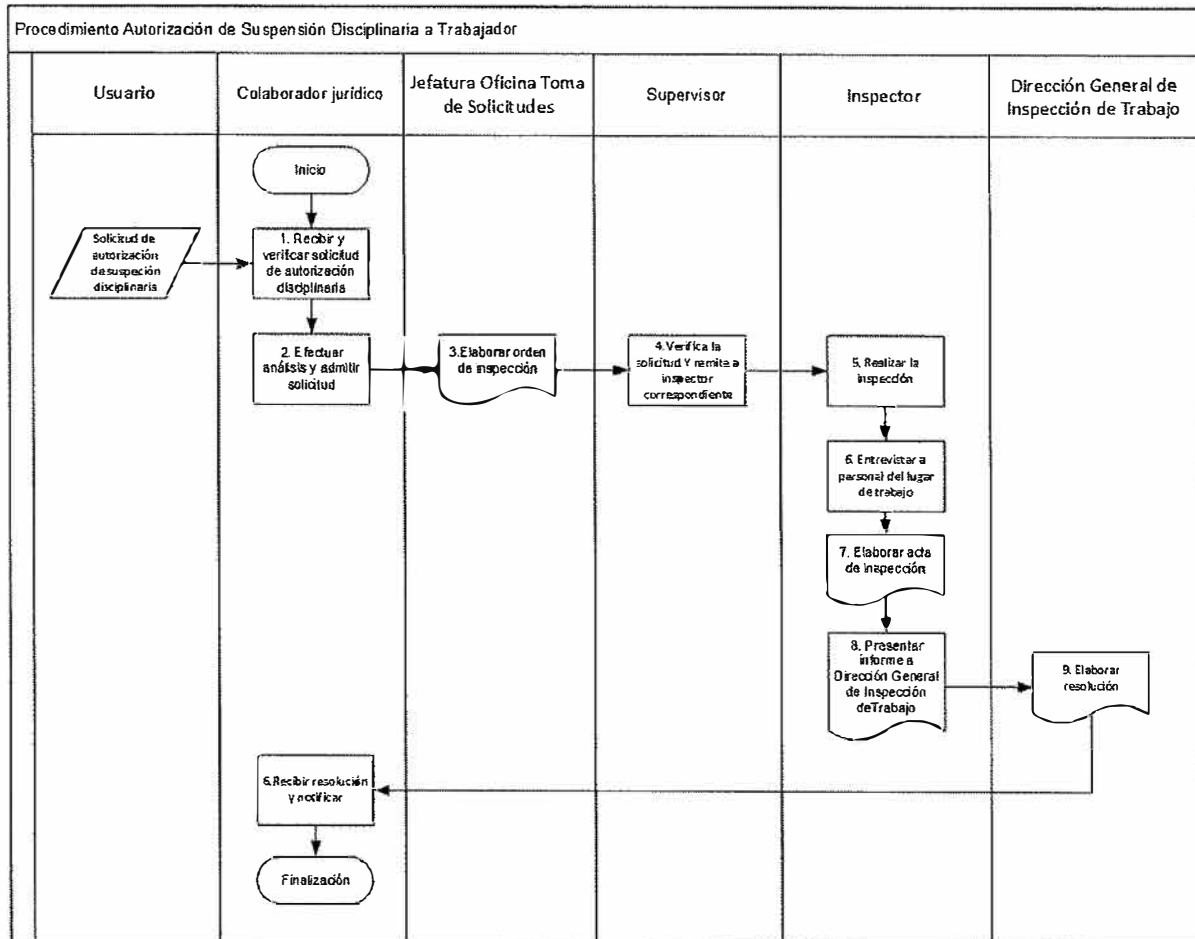 Procedimiento Autorización de Suspensión Disciplinaria a Trabajador
Usuario
Colaborador jurídico
Jefatura Oficina Toma
de Solicitudes
Supervisor
Inspector
Dirección General de
Inspección de Trabajo
Inicio
Solicitud de
autorización
de suspeción
disciplinaria
1. Recibir y
verificar solicitud
de autorización
disciplinaria
2. Efectuar
análisis y admitir
solicitud
3.Elaborar orden
de inspección
4.Verifica la
solicitud Y remite a
inspector
correspondiente
5. Realizar la
inspección
6. Entrevistar a
personal del lugar
de trabajo
7. Elaborar acta
de inspección
8. Presentar
informe a
Dirección General
de Inspección
deTrabajo
9. Elaborar
resolución
6.Recibir resolución
y notificar
Finalización